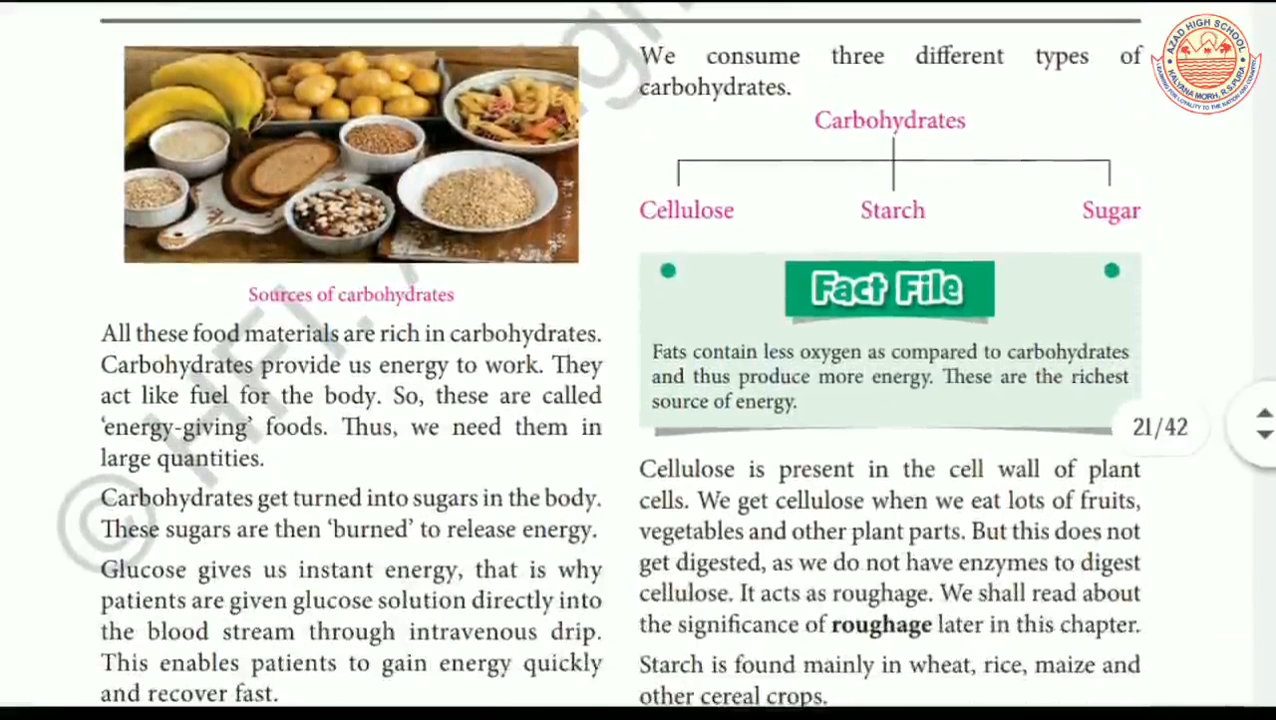 Sources of carbohydrates
All these food materials are rich in carbohydrates.
Carbohydrates provide us energy to work. They
act like fuel for the body. So, these are called
‘energy-giving’ foods. Thus, we need them in
large quantities.
Carbohydrates get turned into sugars in the body.
These sugars are then ‘burned’ to release energy.
Glucose gives us instant energy, that is why
patients are given glucose solution directly into
the blood stream through intravenous drip.
This enables patients to gain energy quickly
and recover fast.
We consume three different types of
carbohydrates.
Carbohydrates
Cellulose Starch Sugar
Fact File
Fats contain less oxygen as compared to carbohydrates
and thus produce more energy. These are the richest
source of energy.
21/42
Cellulose is present in the cell wall of plant
cells. We get cellulose when we eat lots of fruits,
vegetables and other plant parts. But this does not
get digested, as we do not have enzymes to digest
cellulose. It acts as roughage. We shall read about
the significance of roughage later in this chapter.
Starch is found mainly in wheat, rice, maize and
other cereal crops.
AZAD HIGH SCHOOL
KALYANA MORH, R.S.PURA
© HFI.